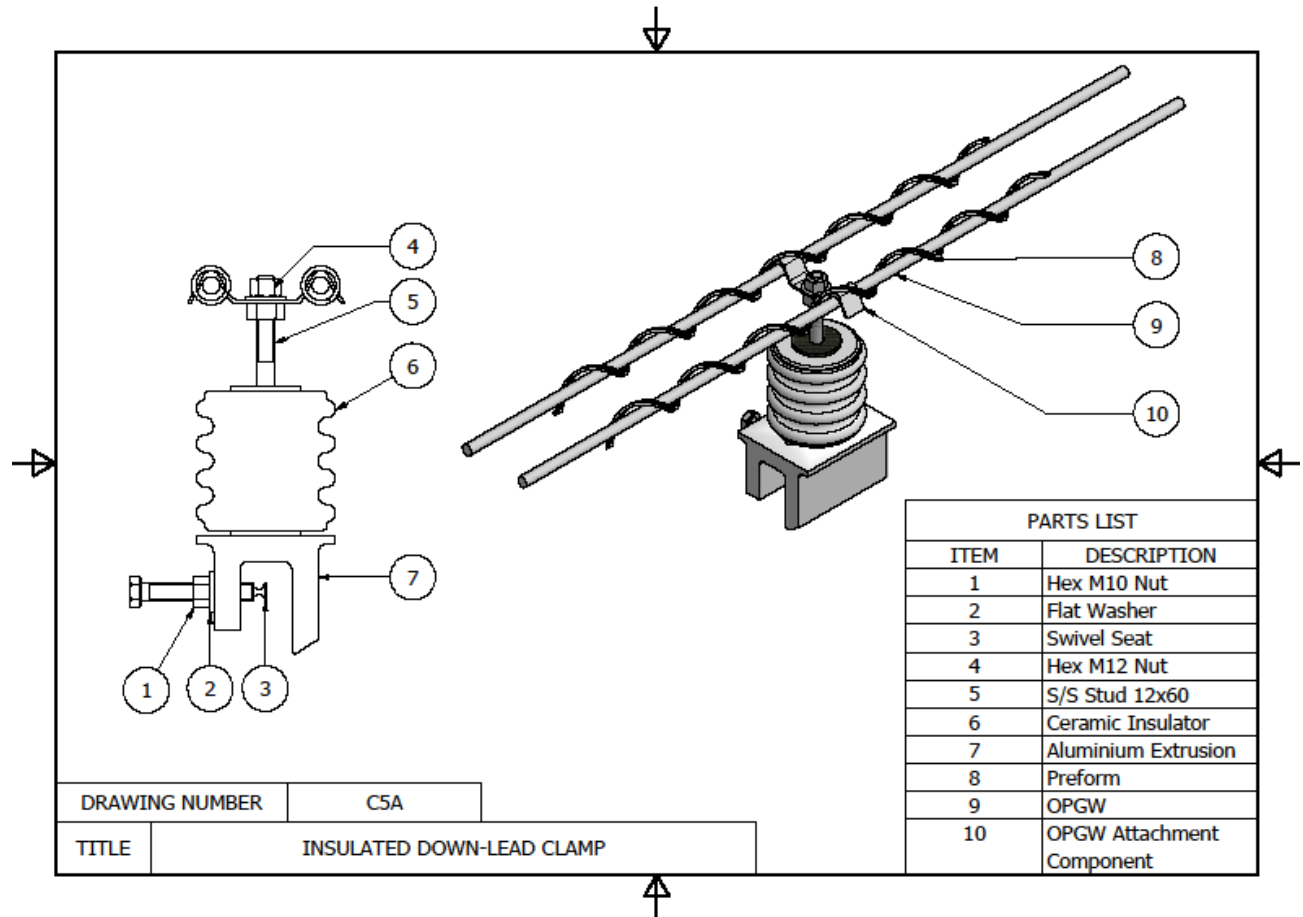 4
5
6
7
1
2
3
8
9
10
PARTS LIST
ITEM DESCRIPTION
1 Hex M10 Nut
2 Flat Washer
3 Swivel Seat
4 Hex M12 Nut
5 S/S Stud 12x60
6 Ceramic Insulator
7 Aluminium Extrusion
8 Preform
9 OPGW
10 OPGW Attachment
Component
DRAWING NUMBER C5A
TITLE INSULATED DOWN-LEAD CLAMP